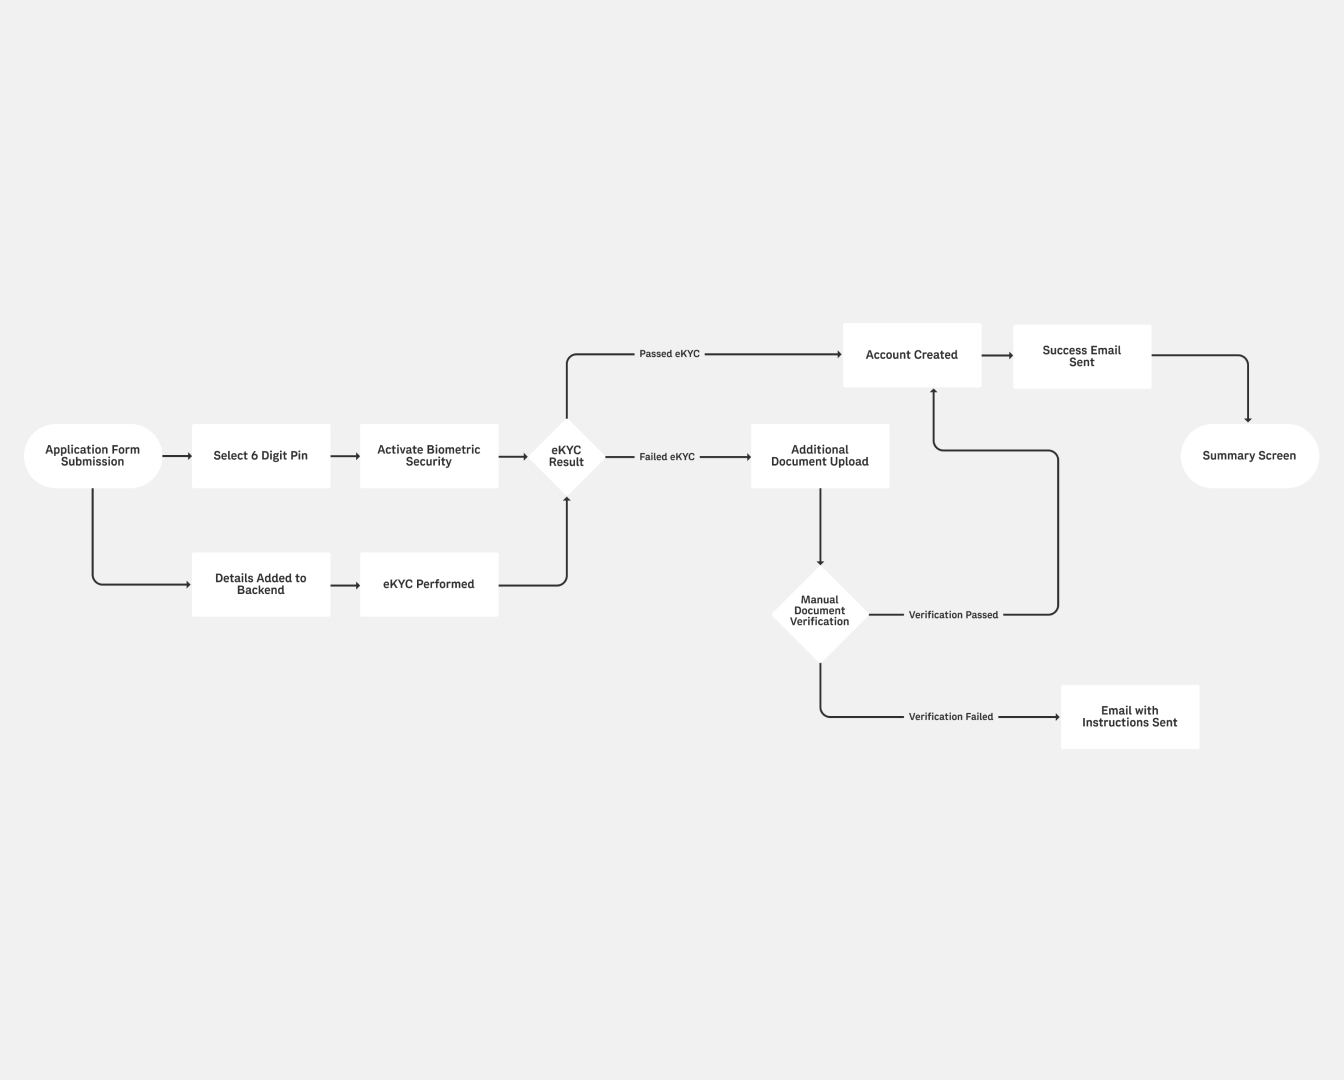 Passed eKYC
Account Created
Success Email
Sent
Application Form
Submission
Select 6 Digit Pin
Activate Biometric
Security
eKYC
Result
Failed eKYC
Additional
Document Upload
Summary Screen
Details Added to
Backend
eKYC Performed
Manual
Document
Verification
Verification Passed
Verification Failed
Email with
Instructions Sent